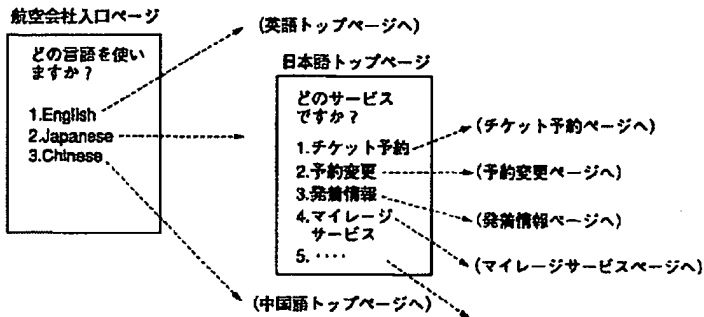 航空会社入口ページ
どの言語を使い
ますか？
1.English
2.Japanese
3.Chinese
(英語トップページへ)
日本語トップページ
どのサービス
ですか？
1.チケット予約
2.予約変更
3.発着情報
4.マイレージ
サービス
5.‥‥
(チケット予約ページへ)
(予約変更ページへ)
(発着情報ページへ)
(マイレージサービスページへ)
(中国語トップページへ)